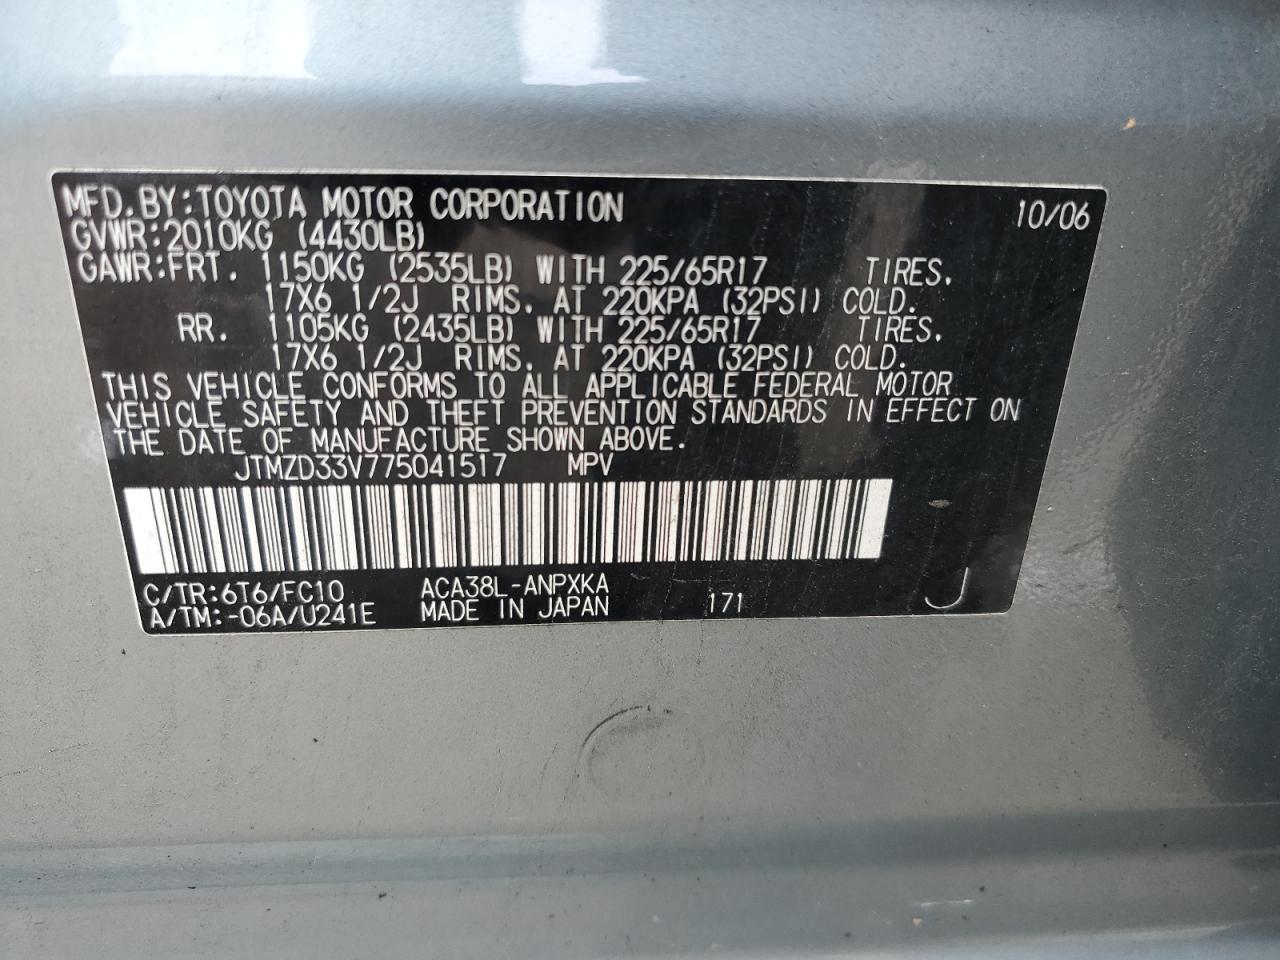 MFD.BY:TOYOTA MOTOR CORPORATION 10/06
GVWR:2010KG (4430LB)
GAWR:FRT. 1150KG (2535LB) WITH 225/65R17 TIRES.
17X6 1/2J RIMS. AT 220KPA (32PSI) COLD.
RR. 1105KG (2435LB) WITH 225/65R17 TIRES.
17X6 1/2J RIMS. AT 220KPA (32PSI) COLD.
THIS VEHICLE CONFORMS TO ALL APPLICABLE FEDERAL MOTOR
VEHICLE SAFETY AND THEFT PREVENTION STANDARDS IN EFFECT ON
THE DATE OF MANUFACTURE SHOWN ABOVE.
JTMZD33V775041517 MPV
C/TR:6T6/FC10 ACA38L-ANPXKA
A/TM:-06A/U241E MADE IN JAPAN 171 J